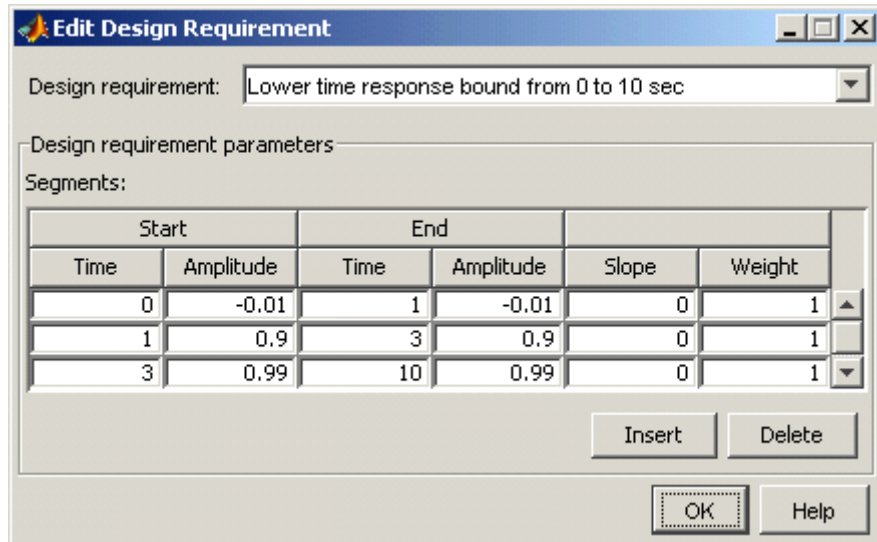 Edit Design Requirement
Design requirement: Lower time response bound from 0 to 10 sec
Design requirement parameters
Segments:
Start End
Time Amplitude Time Amplitude Slope Weight
0 -0.01 1 -0.01 0 1
1 0.9 3 0.9 0 1
3 0.99 10 0.99 0 1
Insert Delete
OK Help